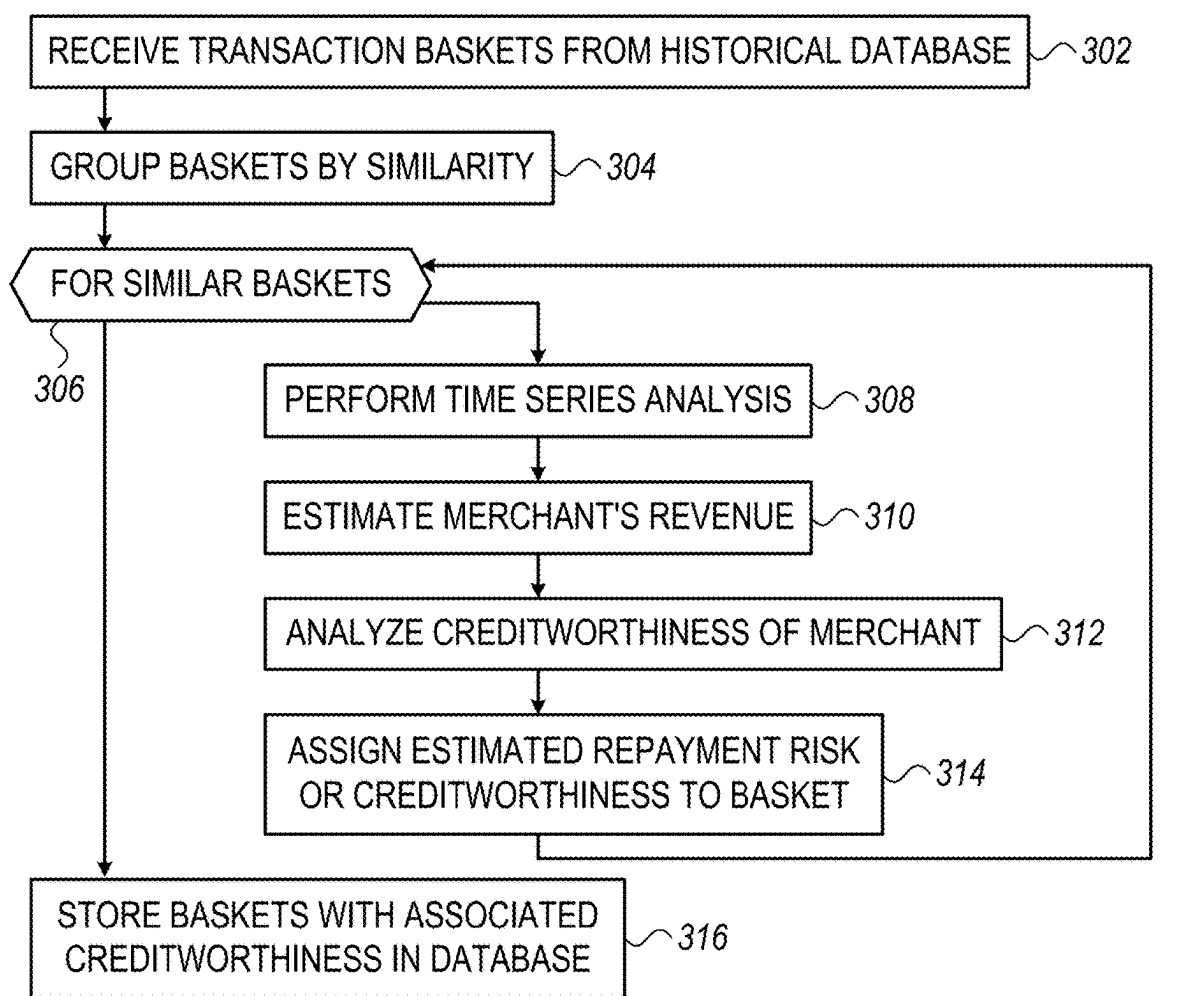 RECEIVE TRANSACTION BASKETS FROM HISTORICAL DATABASE 302
GROUP BASKETS BY SIMILARITY 304
FOR SIMILAR BASKETS
306
PERFORM TIME SERIES ANALYSIS 308
ESTIMATE MERCHANT'S REVENUE 310
ANALYZE CREDITWORTHINESS OF MERCHANT 312
ASSIGN ESTIMATED REPAYMENT RISK
OR CREDITWORTHINESS TO BASKET 314
STORE BASKETS WITH ASSOCIATED
CREDITWORTHINESS IN DATABASE 316